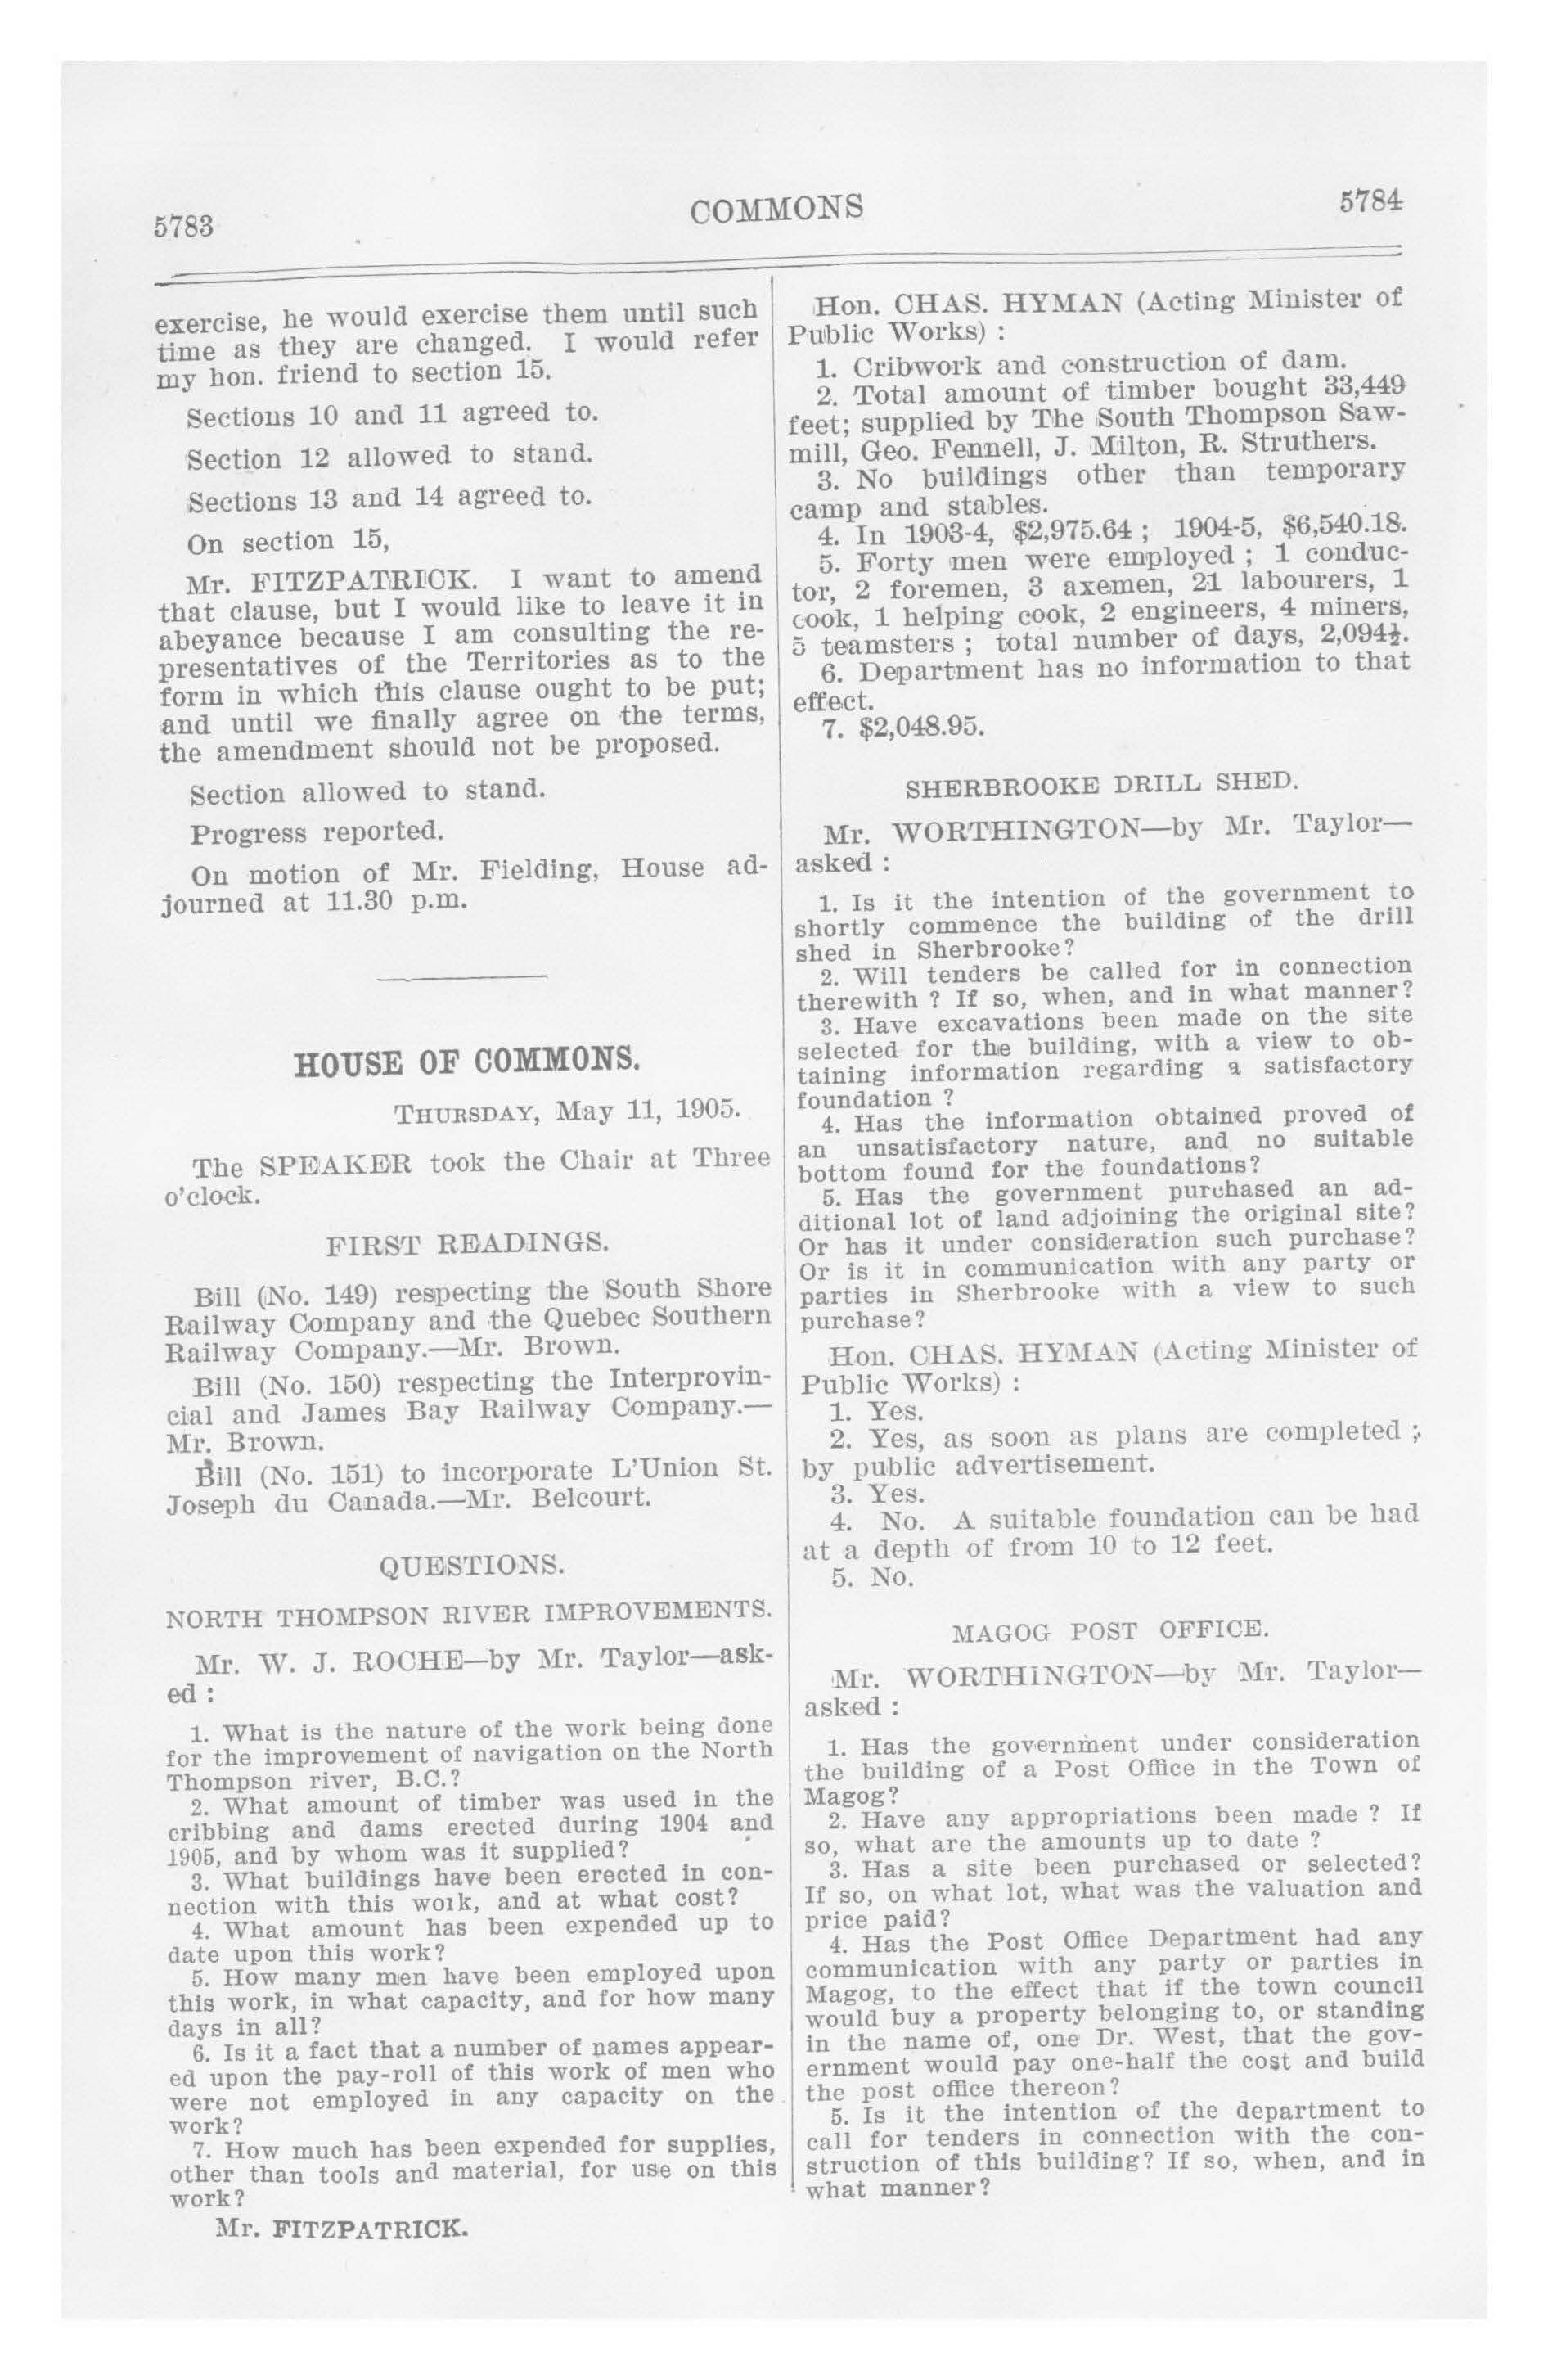 5783
COMMONS
5784
exercise, he would exercise them until such
time as they are changed. I would refer
my hon. friend to section 15.
Sections 10 and 11 agreed to.
Section 12 allowed to stand.
Sections 13 and 14 agreed to.
On section 15,
Mr. FITZPATRICK. I want to amend
that clause, but I would like to leave it in
abeyance because I am consulting the re-
presentatives of the Territories as to the
form in which this clause ought to be put;
and until we finally agree on the terms,
the amendment should not be proposed.
Section allowed to stand.
Progress reported.
On motion of Mr. Fielding, House ad-
journed at 11.30 p.m.
HOUSE OF COMMONS.
THURSDAY, May 11, 1905.
The SPEAKER took the Chair at Three
o'clock.
FIRST READINGS.
Bill (No. 149) respecting the South Shore
Railway Company and the Quebec Southern
Railway Company.—Mr. Brown.
Bill (No. 150) respecting the Interprovin-
cial and James Bay Railway Company.—
Mr. Brown.
Bill (No. 151) to incorporate L'Union St.
Joseph du Canada.—Mr. Belcourt.
QUESTIONS.
NORTH THOMPSON RIVER IMPROVEMENTS.
Mr. W. J. ROCHE—by Mr. Taylor—ask-
ed :
1. What is the nature of the work being done
for the improvement of navigation on the North
Thompson river, B.C.?
2. What amount of timber was used in the
cribbing and dams erected during 1904 and
1905, and by whom was it supplied?
3. What buildings have been erected in con-
nection with this work, and at what cost?
4. What amount has been expended up to
date upon this work?
5. How many men have been employed upon
this work, in what capacity, and for how many
days in all?
6. Is it a fact that a number of names appear-
ed upon the pay-roll of this work of men who
were not employed in any capacity on the
work?
7. How much has been expended for supplies,
other than tools and material, for use on this
work?
Mr. FITZPATRICK.
Hon. CHAS. HYMAN (Acting Minister of
Public Works) :
1. Cribwork and construction of dam.
2. Total amount of timber bought 33,449
feet; supplied by The South Thompson Saw-
mill, Geo. Fennell, J. Milton, R. Struthers.
3. No buildings other than temporary
camp and stables.
4. In 1903-4, $2,975.64 ; 1904-5, $6,540.18.
5. Forty men were employed ; 1 conduc-
tor, 2 foremen, 3 axemen, 21 labourers, 1
cook, 1 helping cook, 2 engineers, 4 miners,
5 teamsters ; total number of days, 2,094½.
6. Department has no information to that
effect.
7. $2,048.95.
SHERBROOKE DRILL SHED.
Mr. WORTHINGTON—by Mr. Taylor—
asked :
1. Is it the intention of the government to
shortly commence the building of the drill
shed in Sherbrooke?
2. Will tenders be called for in connection
therewith ? If so, when, and in what manner?
3. Have excavations been made on the site
selected for the building, with a view to ob-
taining information regarding a satisfactory
foundation ?
4. Has the information obtained proved of
an unsatisfactory nature, and no suitable
bottom found for the foundations?
5. Has the government purchased an ad-
ditional lot of land adjoining the original site?
Or has it under consideration such purchase?
Or is it in communication with any party or
parties in Sherbrooke with a view to such
purchase?
Hon. CHAS. HYMAN (Acting Minister of
Public Works) :
1. Yes.
2. Yes, as soon as plans are completed ;
by public advertisement.
3. Yes.
4. No. A suitable foundation can be had
at a depth of from 10 to 12 feet.
5. No.
MAGOG POST OFFICE.
Mr. WORTHINGTON—by Mr. Taylor—
asked :
1. Has the government under consideration
the building of a Post Office in the Town of
Magog?
2. Have any appropriations been made ? If
so, what are the amounts up to date ?
3. Has a site been purchased or selected?
If so, on what lot, what was the valuation and
price paid?
4. Has the Post Office Department had any
communication with any party or parties in
Magog, to the effect that if the town council
would buy a property belonging to, or standing
in the name of, one Dr. West, that the gov-
ernment would pay one-half the cost and build
the post office thereon?
5. Is it the intention of the department to
call for tenders in connection with the con-
struction of this building? If so, when, and in
what manner?